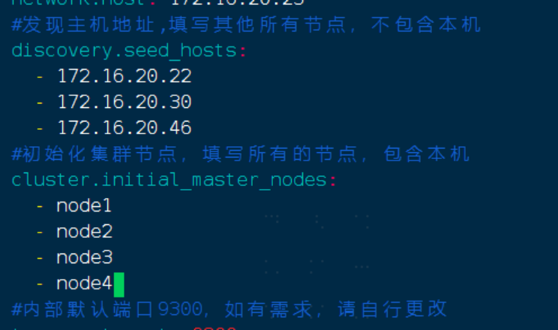 network.host: 172.16.20.23
#发现主机地址,填写其他所有节点，不包含本机
discovery.seed_hosts:
- 172.16.20.22
- 172.16.20.30
- 172.16.20.46
#初始化集群节点，填写所有的节点，包含本机
cluster.initial_master_nodes:
- node1
- node2
- node3
- node4
#内部默认端口9300，如有需求，请自行更改